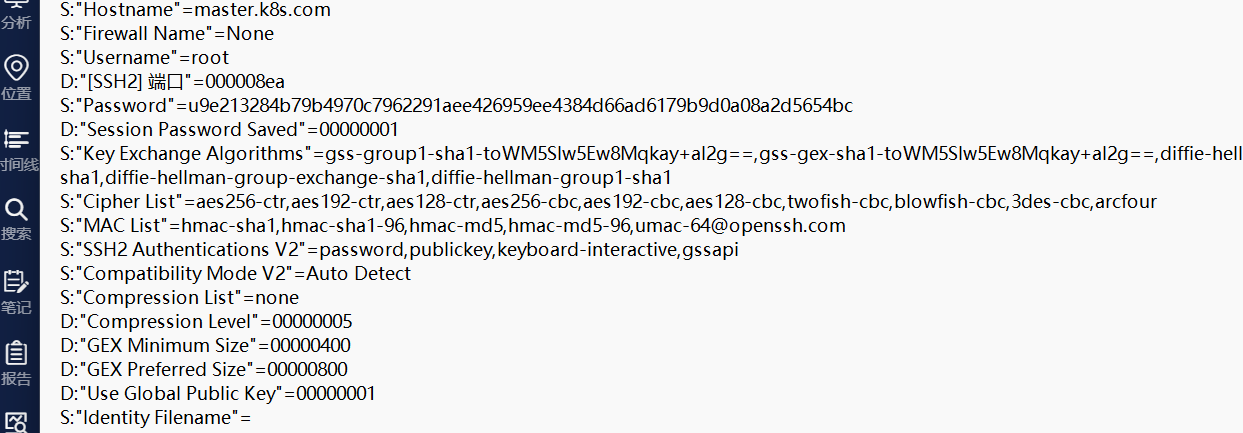 分析
位置
时间线
搜索
笔记
报告
S:"Hostname"=master.k8s.com
S:"Firewall Name"=None
S:"Username"=root
D:"[SSH2] 端口"=000008ea
S:"Password"=u9e213284b79b4970c7962291aee426959ee4384d66ad6179b9d0a08a2d5654bc
D:"Session Password Saved"=00000001
S:"Key Exchange Algorithms"=gss-group1-sha1-toWM5Slw5Ew8Mqkay+al2g==,gss-gex-sha1-toWM5Slw5Ew8Mqkay+al2g==,diffie-hell
sha1,diffie-hellman-group-exchange-sha1,diffie-hellman-group1-sha1
S:"Cipher List"=aes256-ctr,aes192-ctr,aes128-ctr,aes256-cbc,aes192-cbc,aes128-cbc,twofish-cbc,blowfish-cbc,3des-cbc,arcfour
S:"MAC List"=hmac-sha1,hmac-sha1-96,hmac-md5,hmac-md5-96,umac-64@openssh.com
S:"SSH2 Authentications V2"=password,publickey,keyboard-interactive,gssapi
S:"Compatibility Mode V2"=Auto Detect
S:"Compression List"=none
D:"Compression Level"=00000005
D:"GEX Minimum Size"=00000400
D:"GEX Preferred Size"=00000800
D:"Use Global Public Key"=00000001
S:"Identity Filename"=